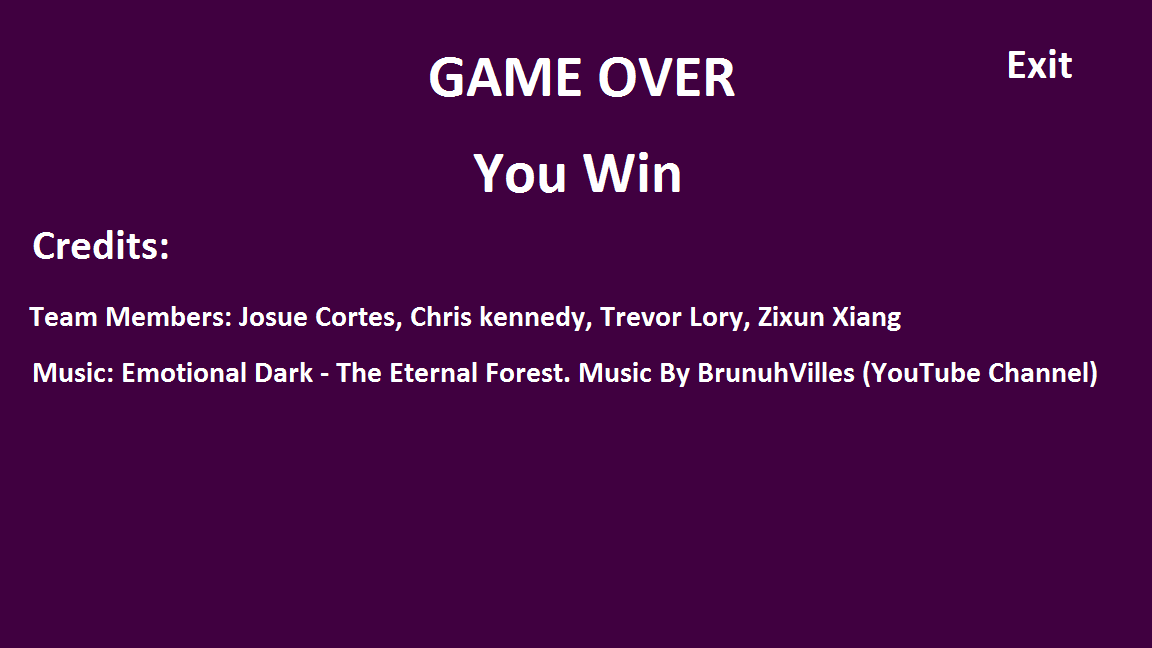 GAME OVER
Exit
You Win
Credits:
Team Members: Josue Cortes, Chris kennedy, Trevor Lory, Zixun Xiang
Music: Emotional Dark - The Eternal Forest. Music By BrunuhVilles (YouTube Channel)